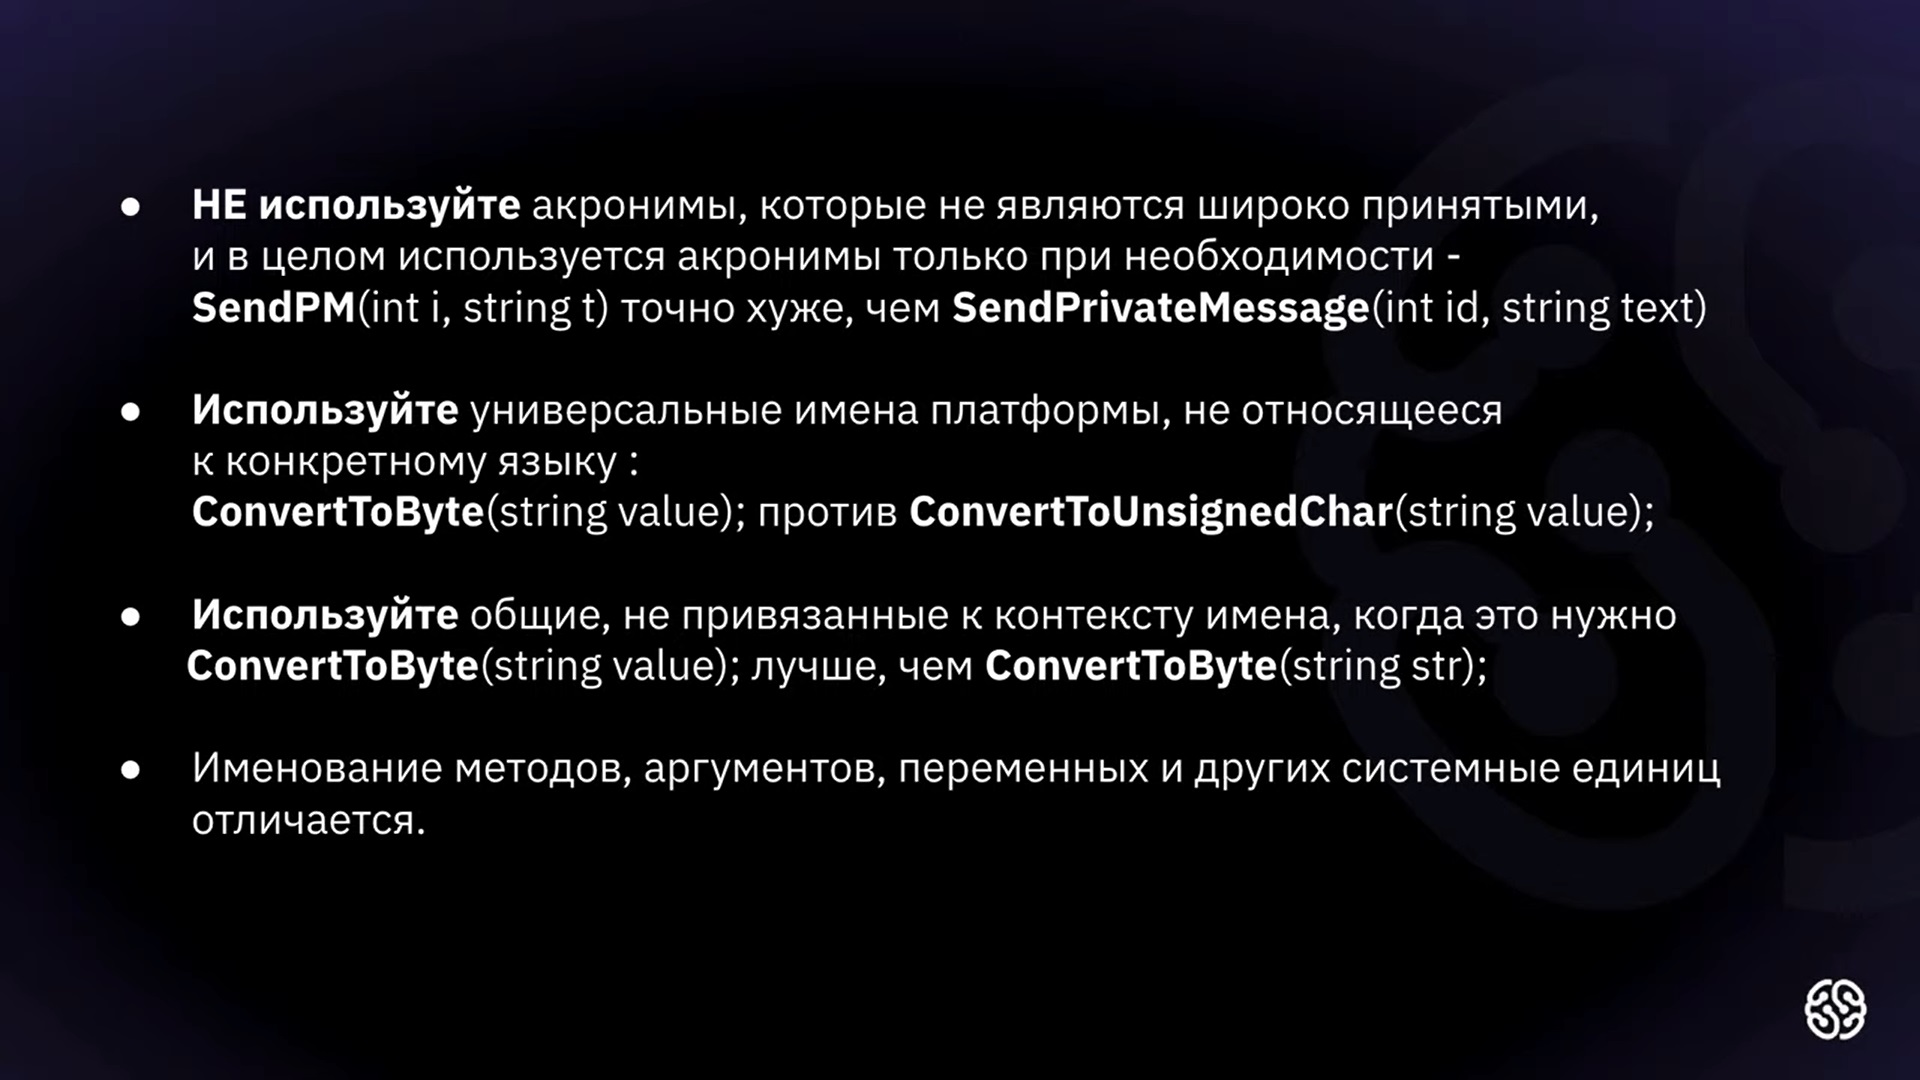 ● НЕ используйте акронимы, которые не являются широко принятыми,
и в целом используется акронимы только при необходимости -
SendPM(int i, string t) точно хуже, чем SendPrivateMessage(int id, string text)
● Используйте универсальные имена платформы, не относящееся
к конкретному языку :
ConvertToByte(string value); против ConvertToUnsignedChar(string value);
● Используйте общие, не привязанные к контексту имена, когда это нужно
ConvertToByte(string value); лучше, чем ConvertToByte(string str);
● Именование методов, аргументов, переменных и других системные единиц
отличается.